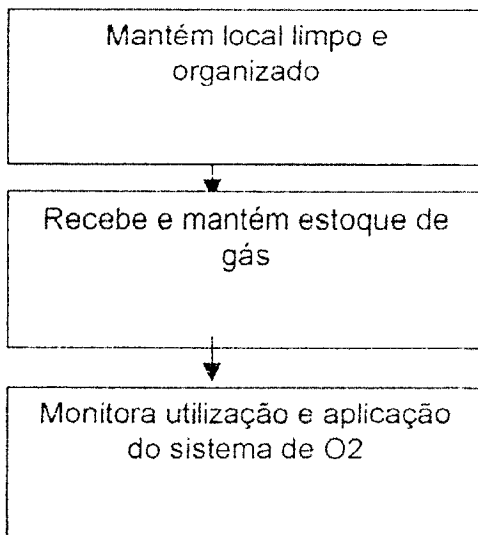 Mantém local limpo e
organizado
Recebe e mantém estoque de
gás
Monitora utilização e aplicação
do sistema de O2